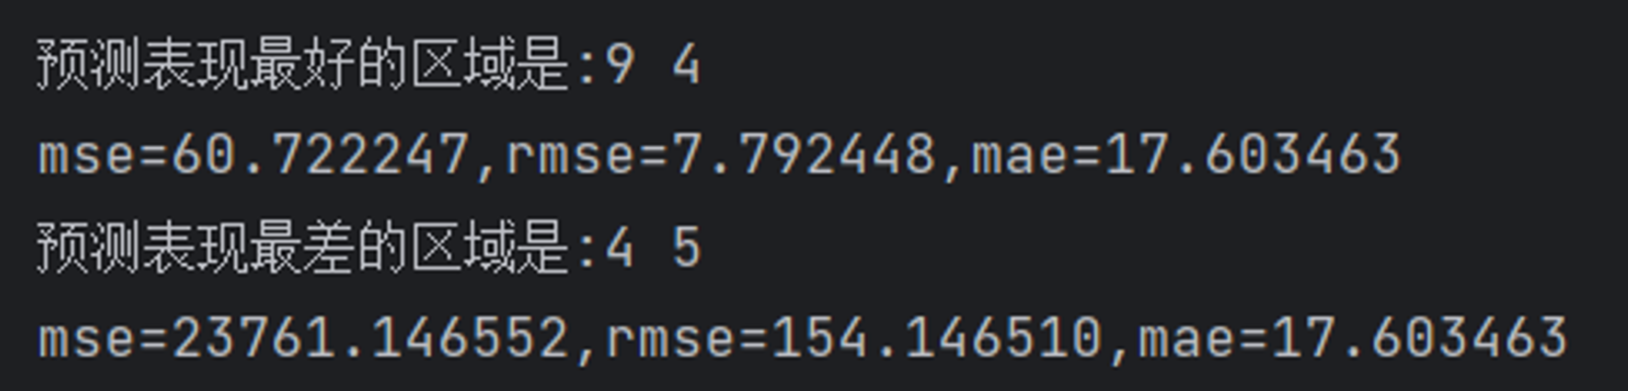 预测表现最好的区域是:9 4
mse=60.722247,rmse=7.792448,mae=17.603463
预测表现最差的区域是:4 5
mse=23761.146552,rmse=154.146510,mae=17.603463